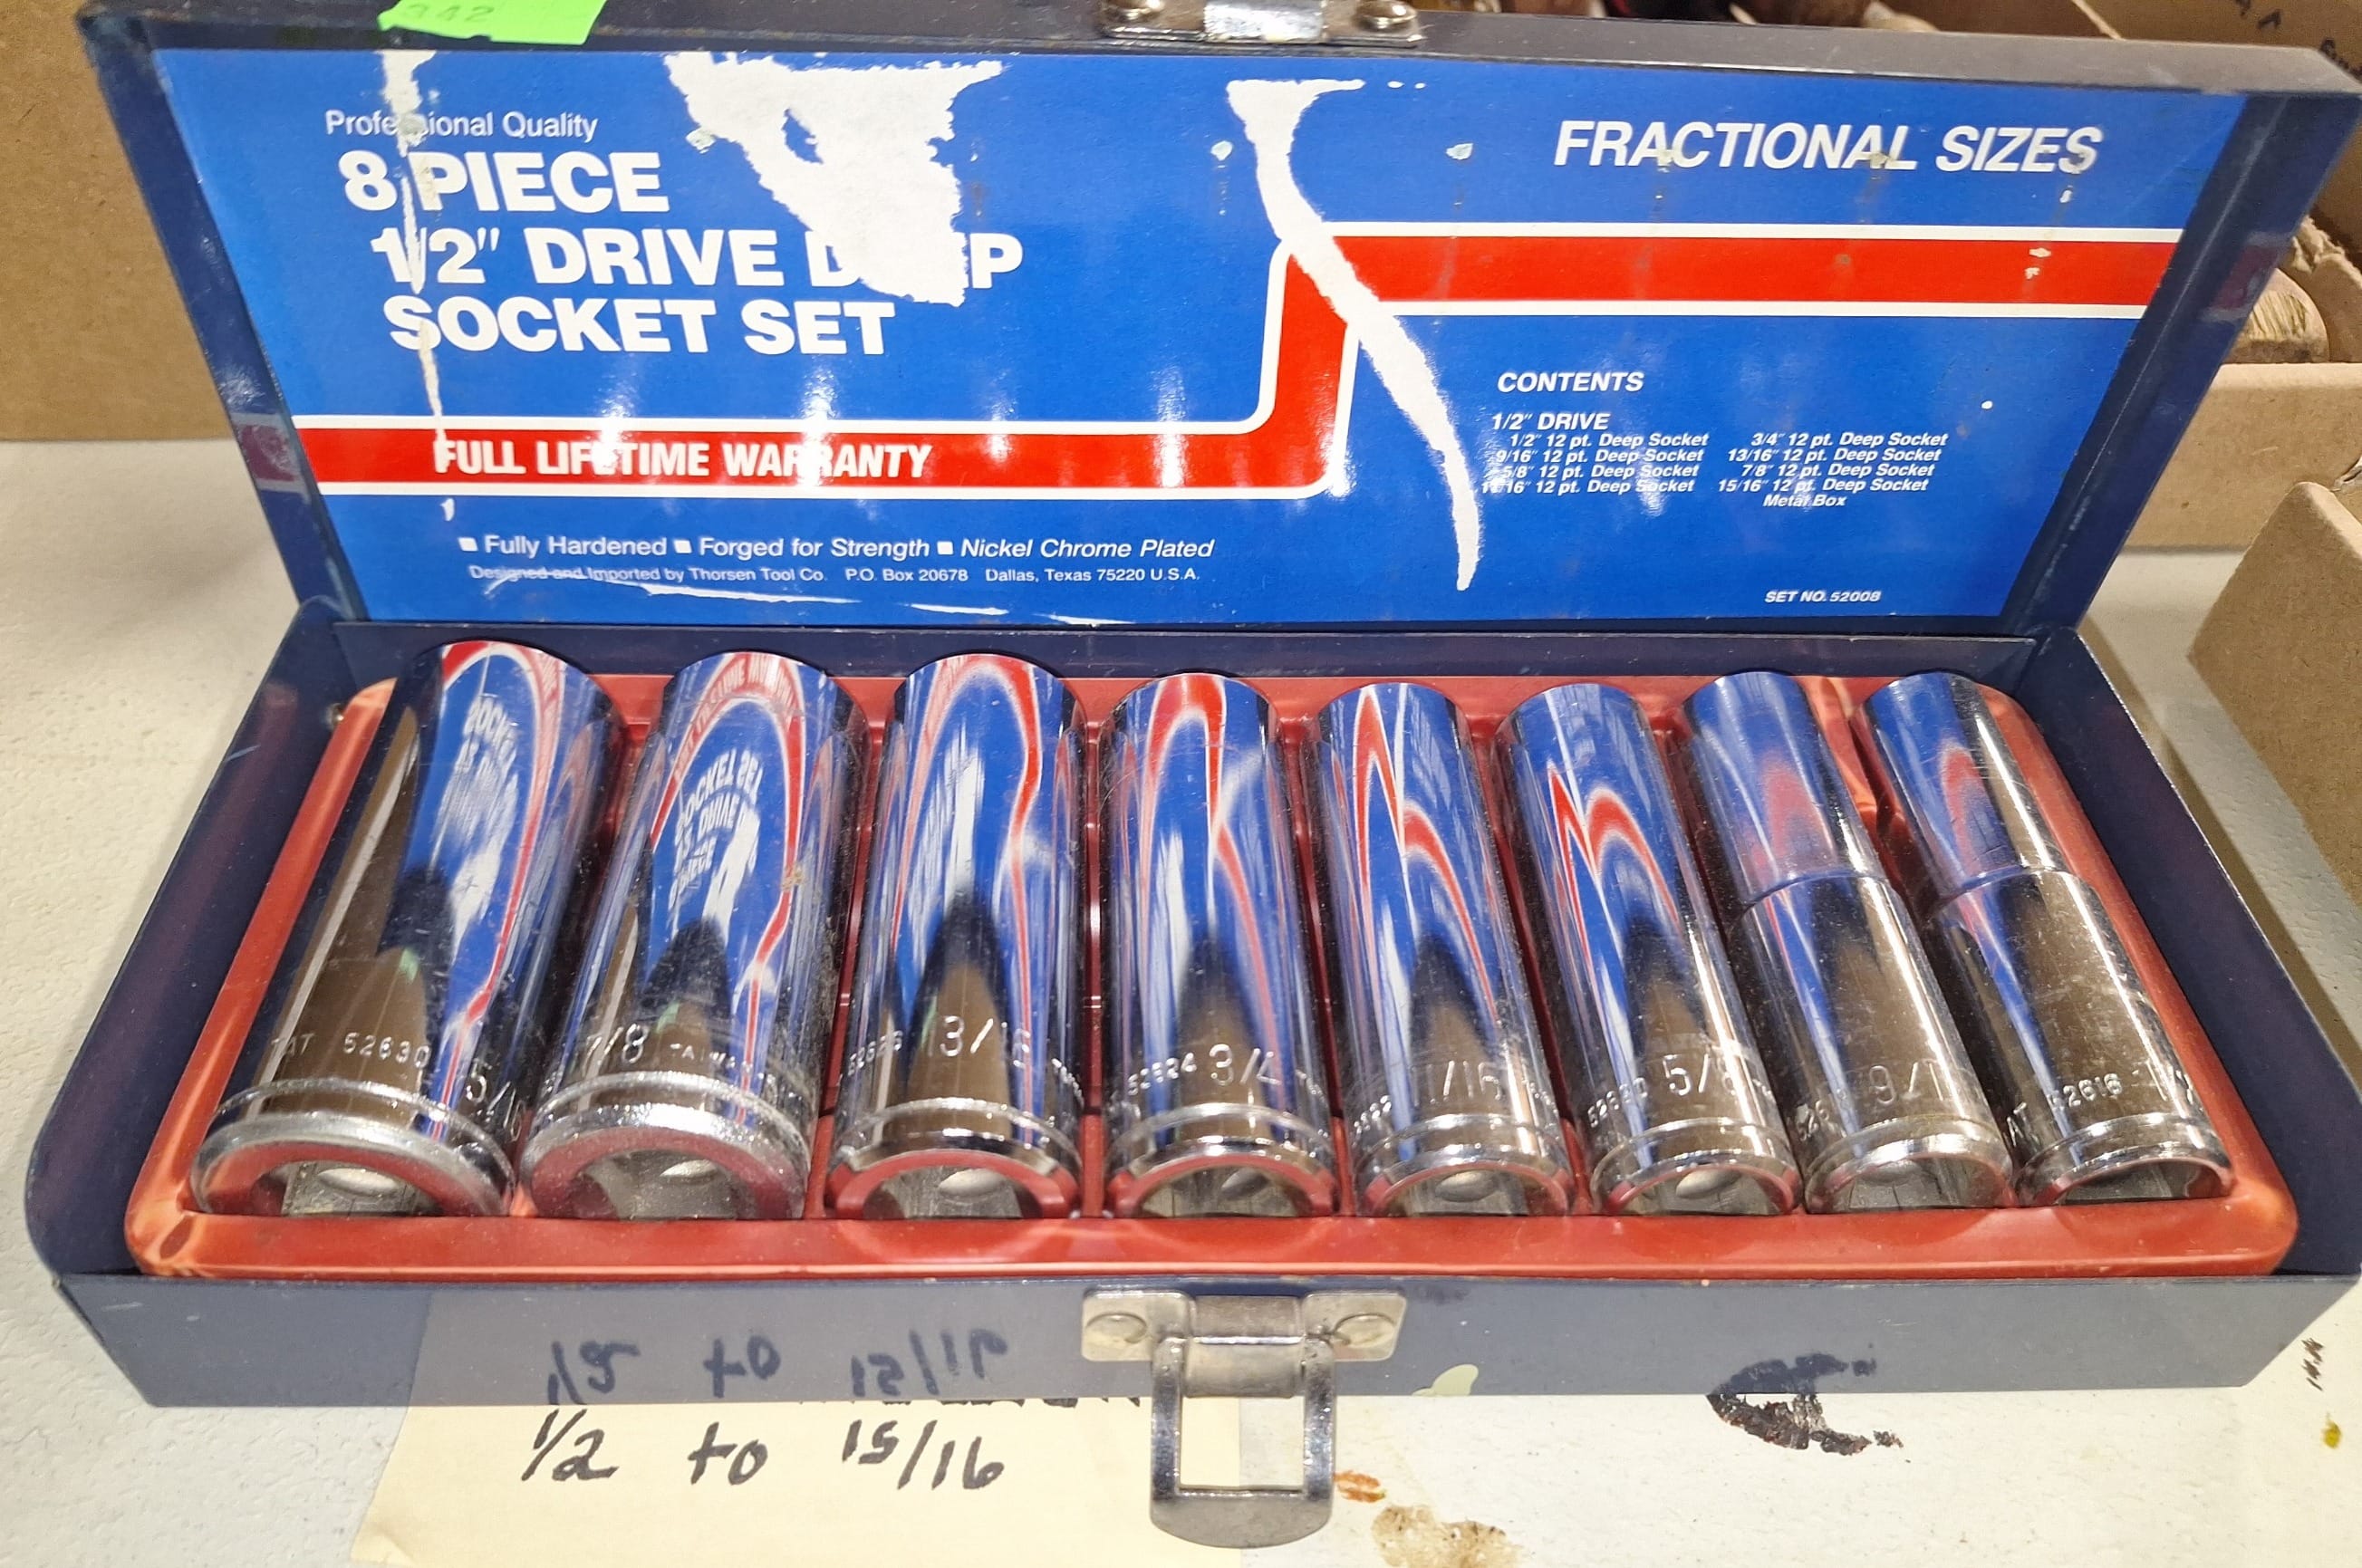 342
Professional Quality
8 PIECE
1/2" DRIVE DEEP
SOCKET SET
FULL LIFETIME WARRANTY
■ Fully Hardened ■ Forged for Strength ■ Nickel Chrome Plated
Designed and Imported by Thorsen Tool Co. P.O. Box 20678 Dallas, Texas 75220 U.S.A.
FRACTIONAL SIZES
CONTENTS
1/2" DRIVE
1/2" 12 pt. Deep Socket 3/4" 12 pt. Deep Socket
9/16" 12 pt. Deep Socket 13/16" 12 pt. Deep Socket
5/8" 12 pt. Deep Socket 7/8" 12 pt. Deep Socket
11/16" 12 pt. Deep Socket 15/16" 12 pt. Deep Socket
Metal Box
SET NO. 52008
52630
7/8
3/4
5/8
52616
1/2 to 15/16